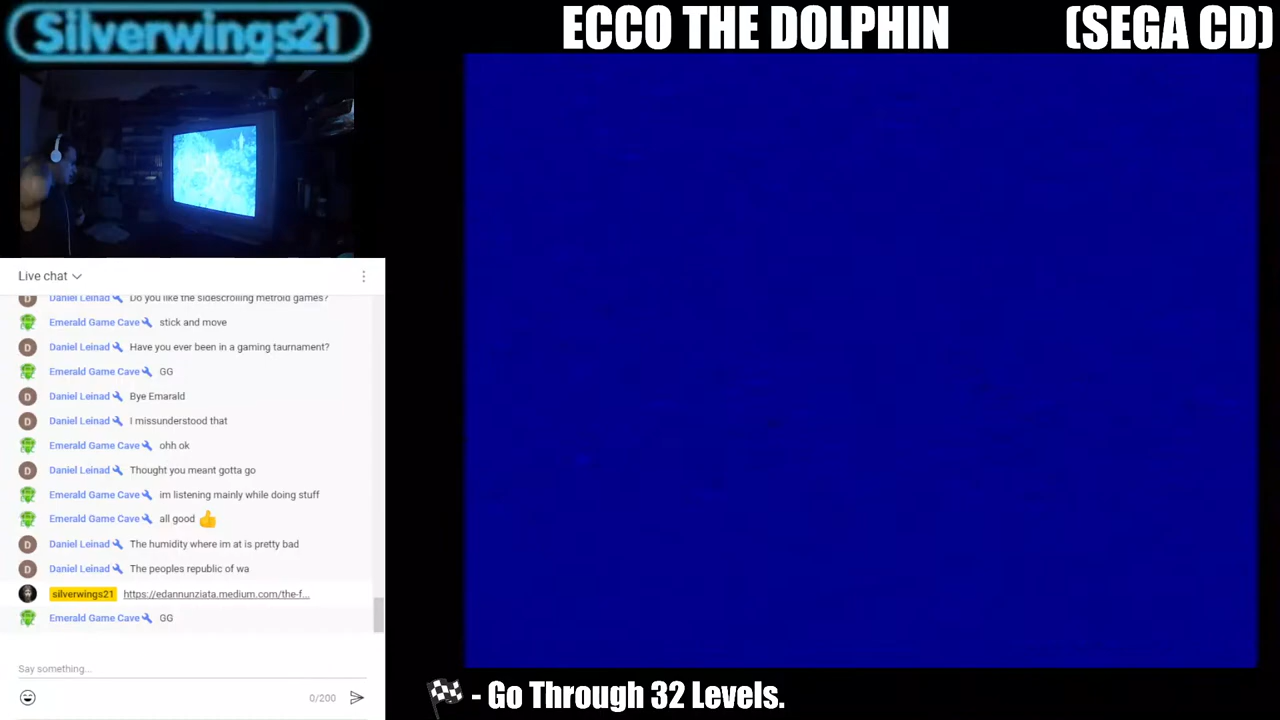 Silverwings21
ECCO THE DOLPHIN (SEGA CD)
Live chat
Daniel Leinad Do you like the sidescrolling metroid games?
Emerald Game Cave stick and move
D Daniel Leinad Have you ever been in a gaming taurnament?
Emerald Game Cave GG
D Daniel Leinad Bye Emarald
D Daniel Leinad I missunderstood that
Emerald Game Cave ohh ok
D Daniel Leinad Thought you meant gotta go
Emerald Game Cave im listening mainly while doing stuff
Emerald Game Cave all good 👍
D Daniel Leinad The humidity where im at is pretty bad
D Daniel Leinad The peoples republic of wa
silverwings21 https://edannunziata.medium.com/the-f...
Emerald Game Cave GG
Say something...
0/200
- Go Through 32 Levels.